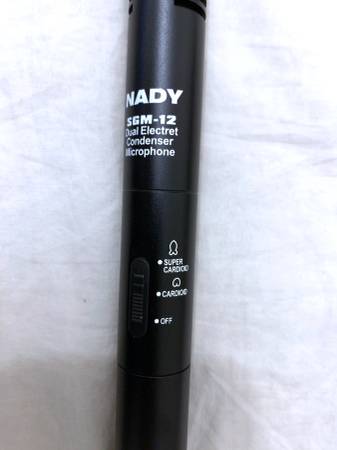 NADY
SGM-12
Dual Electret
Condenser
Microphone
SUPER
CARDIOID
CARDIOID
OFF